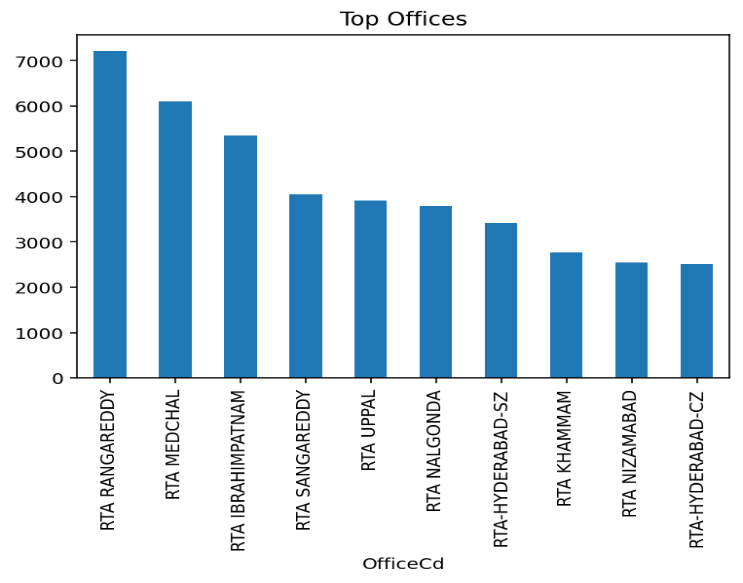 Top Offices
7000
6000
5000
4000
3000
2000
1000
0
RTA RANGAREDDY
RTA MEDCHAL
RTA IBRAHIMPATNAM
RTA SANGAREDDY
RTA UPPAL
RTA NALGONDA
RTA-HYDERABAD-SZ
RTA KHAMMAM
RTA NIZAMABAD
RTA-HYDERABAD-CZ
OfficeCd